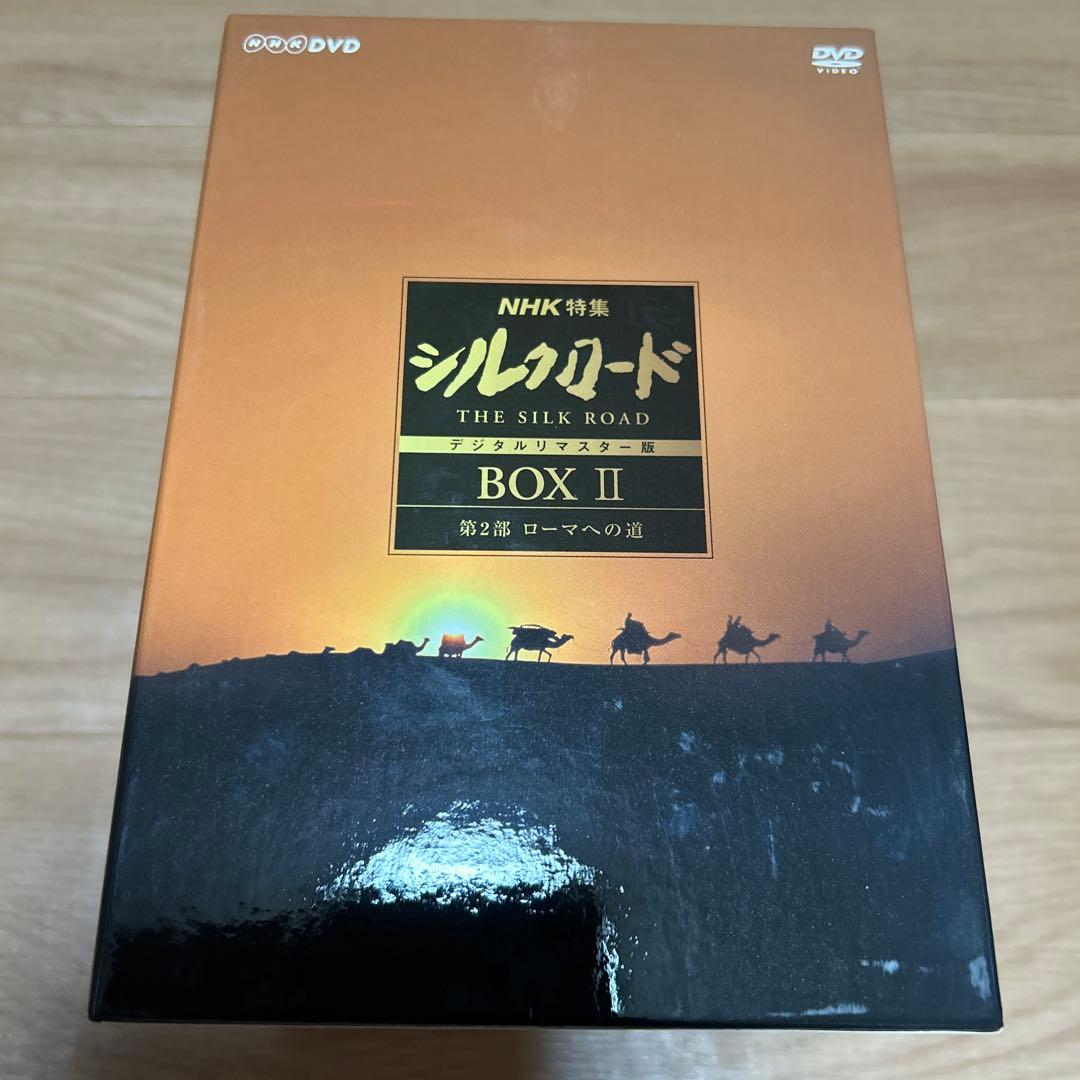 NHK DVD
DVD
VIDEO
NHK特集
シルクロード
THE SILK ROAD
デジタルリマスター版
BOX II
第2部 ローマへの道